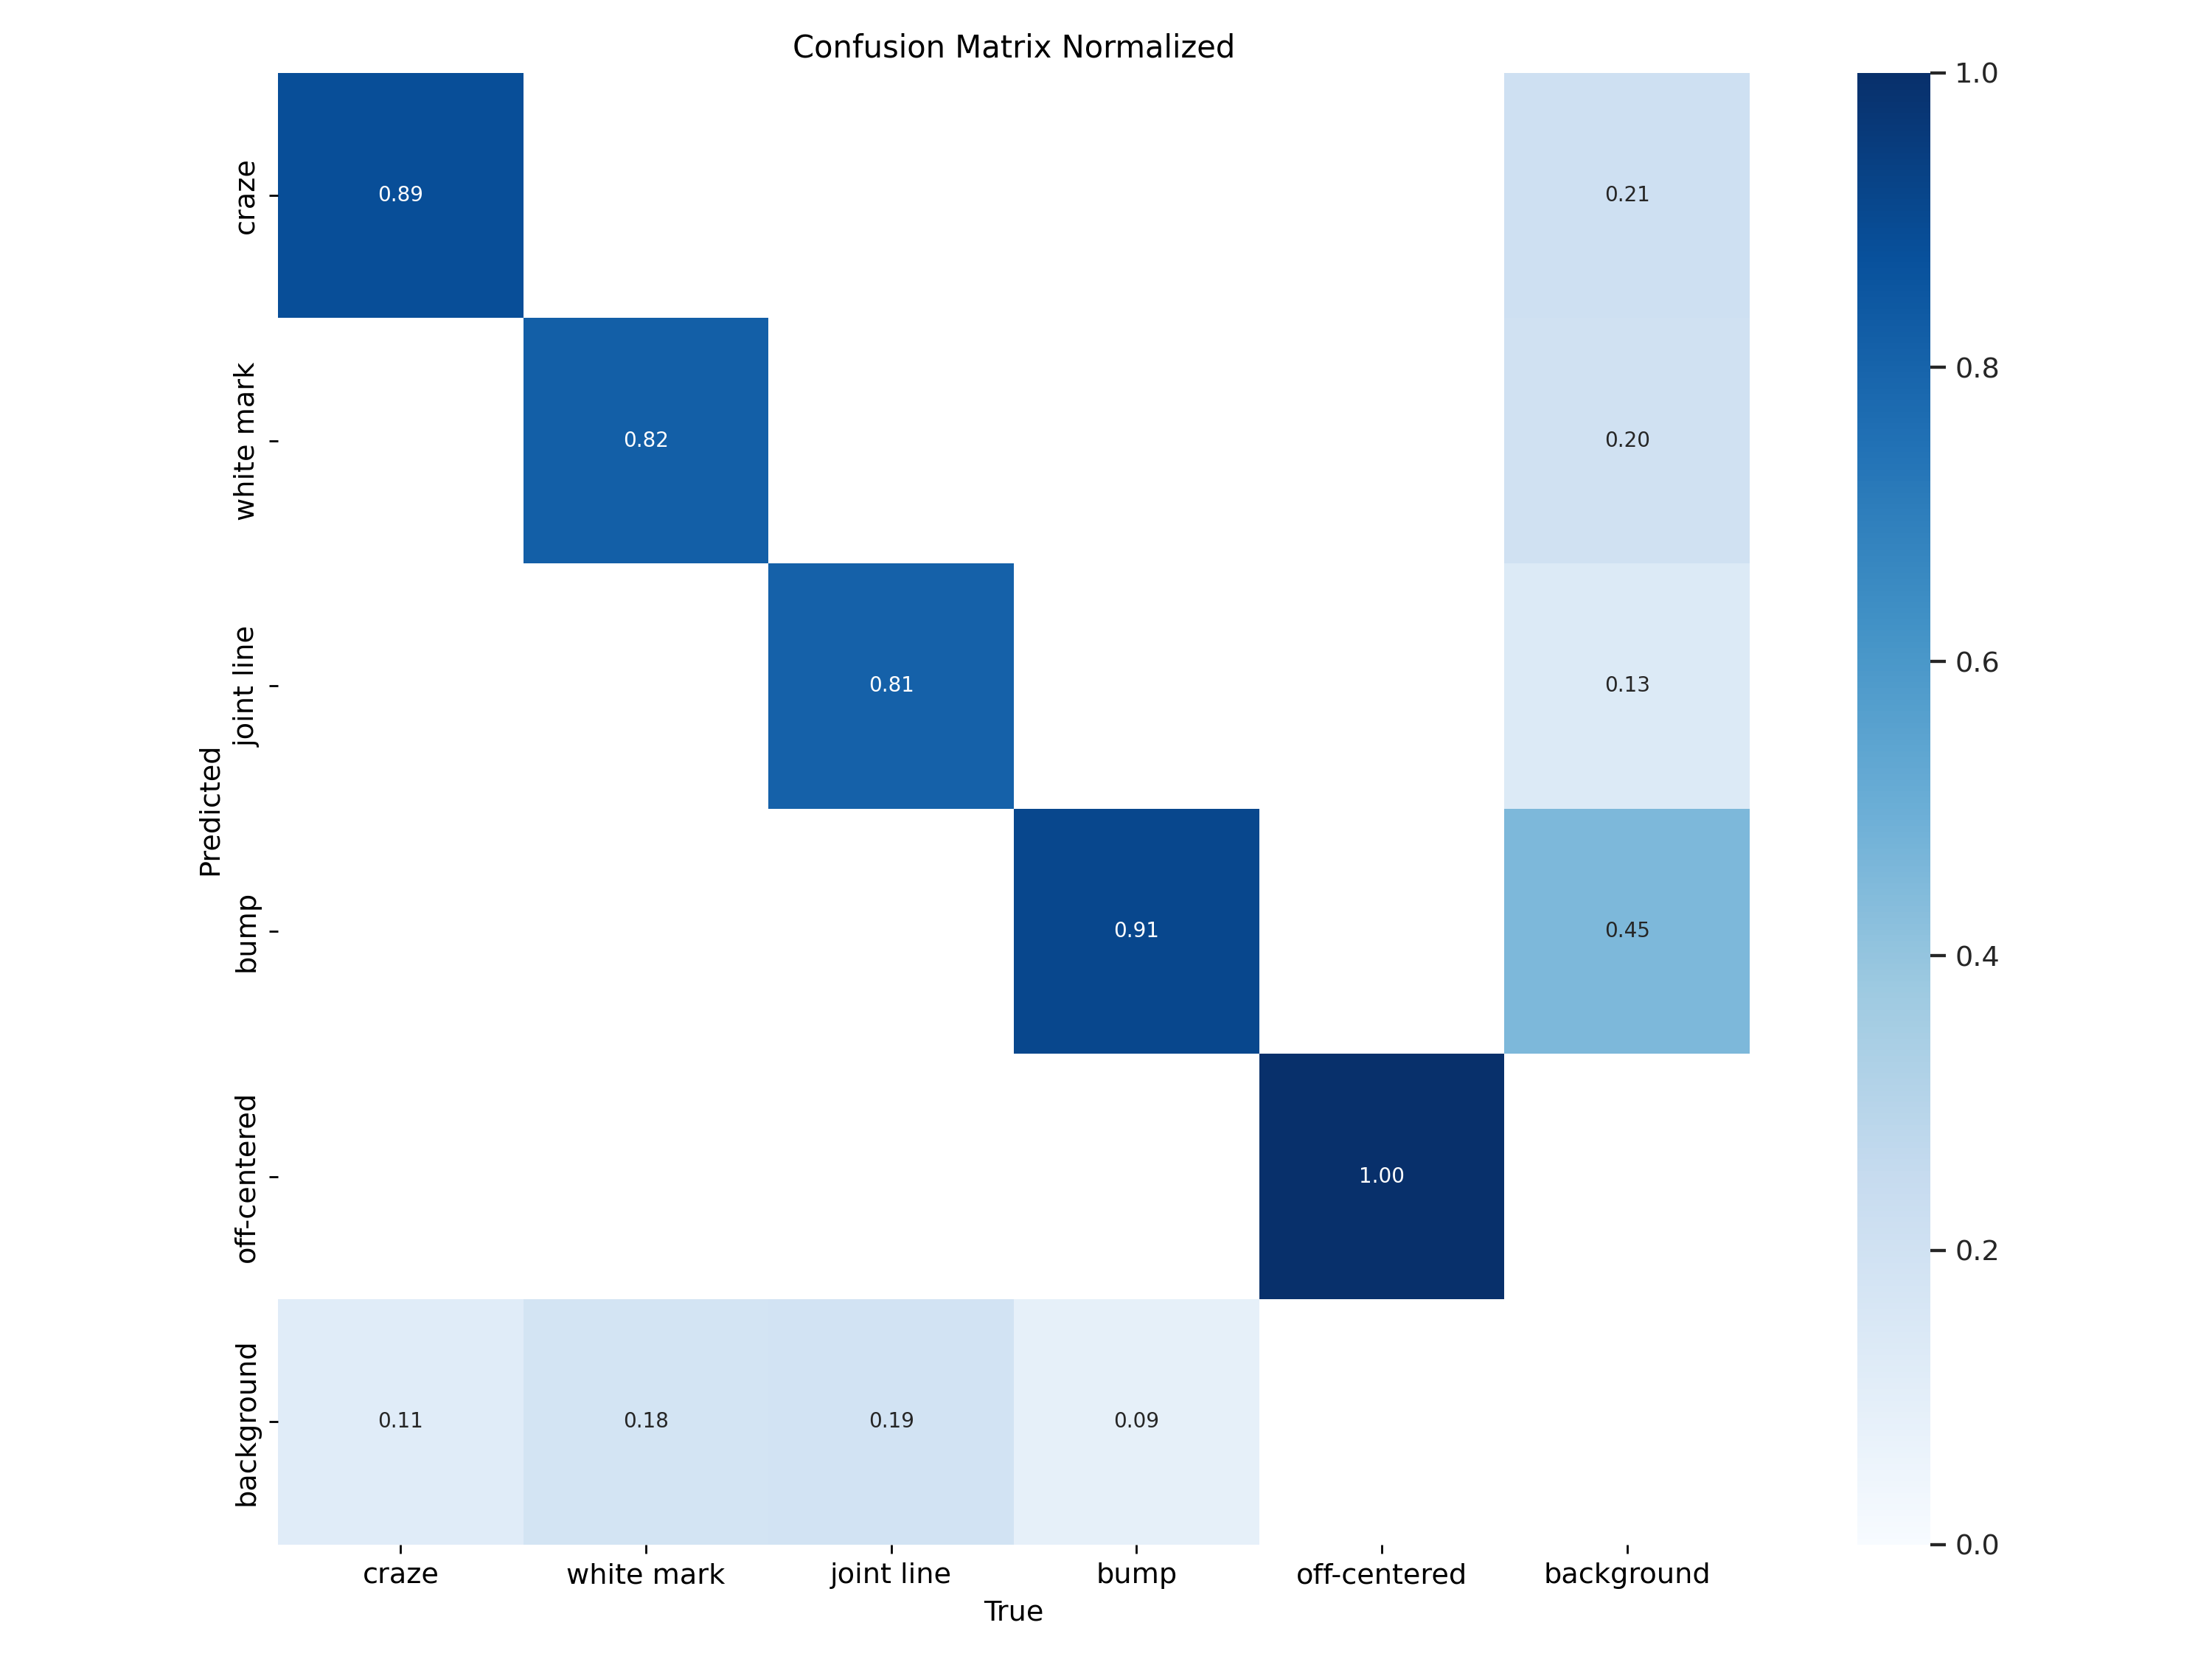 Confusion Matrix Normalized
craze
0.89
0.21
1.0
white mark
0.82
0.20
0.8
joint line
0.81
0.13
0.6
Predicted
bump
0.91
0.45
0.4
off-centered
1.00
0.2
background
0.11
0.18
0.19
0.09
0.0
craze
white mark
joint line
bump
off-centered
background
True